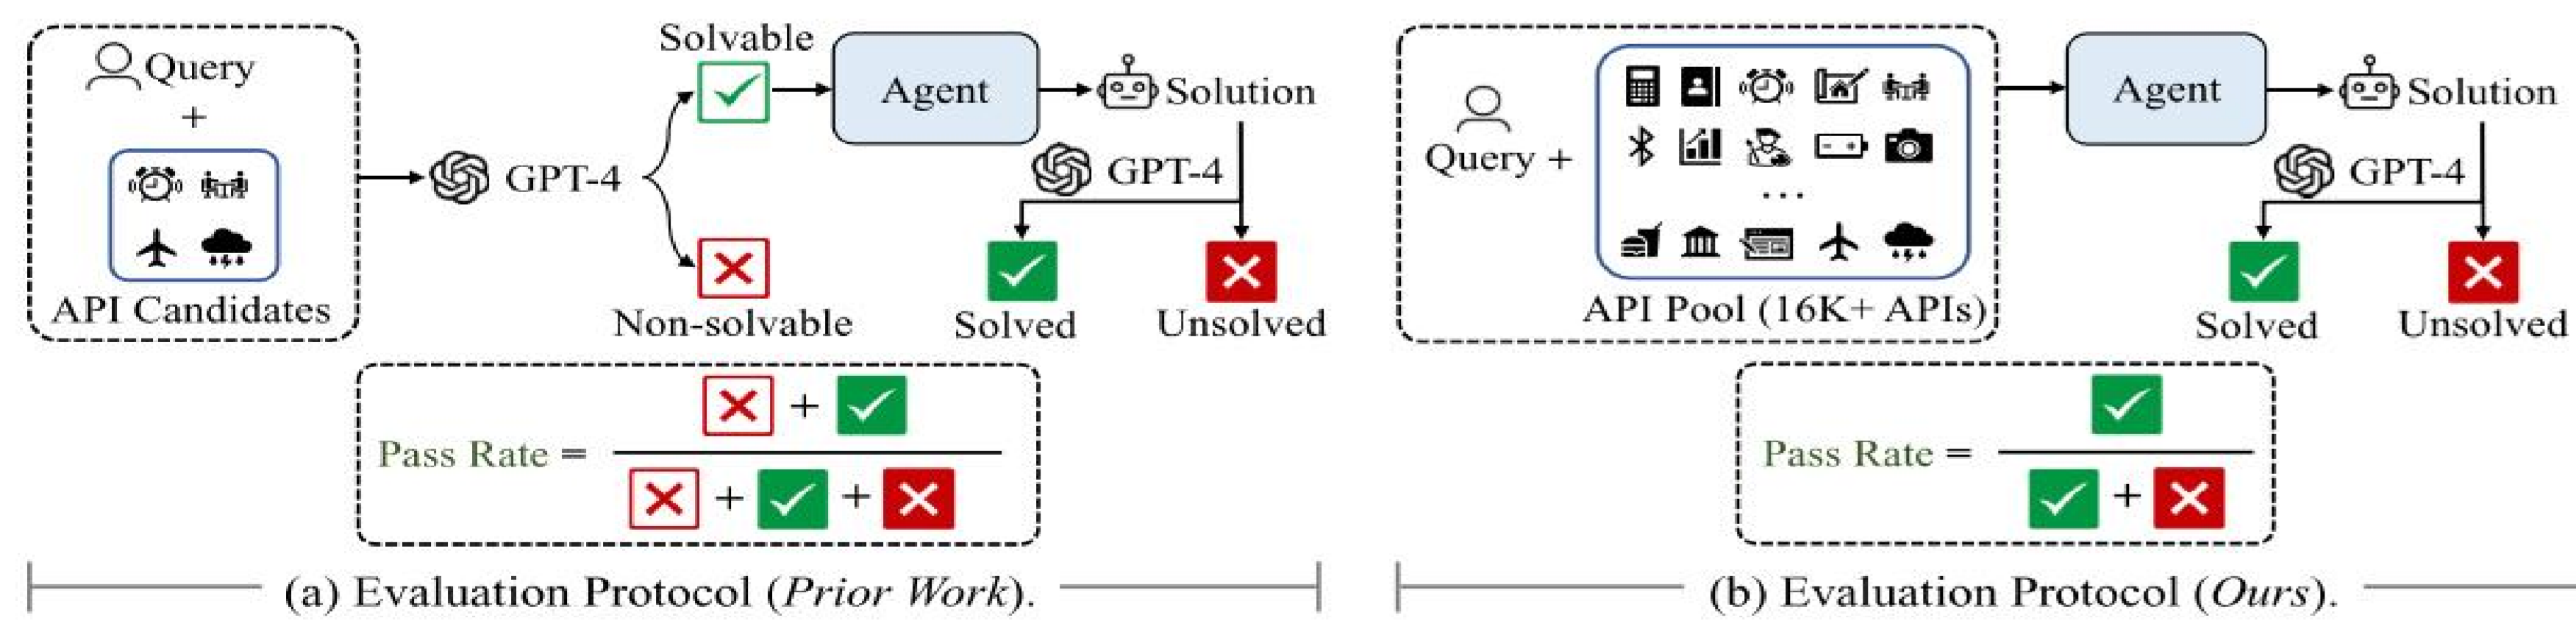 Query
+
API Candidates
GPT-4
Solvable
Non-solvable
Agent
Solution
GPT-4
Solved
Unsolved
Pass Rate =
+
+ +
(a) Evaluation Protocol (Prior Work).
Query +
...
API Pool (16K+ APIs)
Agent
Solution
GPT-4
Solved
Unsolved
Pass Rate =
+
(b) Evaluation Protocol (Ours).